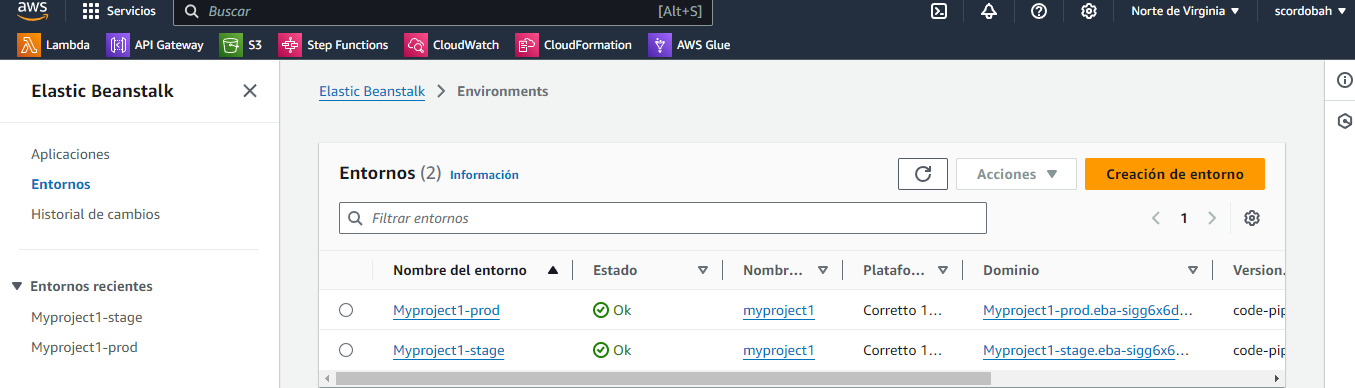 aws
Servicios
Buscar
[Alt+S]
Norte de Virginia
scordobah
Lambda
API Gateway
S3
Step Functions
CloudWatch
CloudFormation
AWS Glue
Elastic Beanstalk
Aplicaciones
Entornos
Historial de cambios
Entornos recientes
Myproject1-stage
Myproject1-prod
Elastic Beanstalk > Environments
Entornos (2) Información
Acciones
Creación de entorno
Filtrar entornos
1
Nombre del entorno Estado Nombr... Platafo... Dominio Version.
Myproject1-prod Ok myproject1 Corretto 1... Myproject1-prod.eba-sigg6x6d... code-pip
Myproject1-stage Ok myproject1 Corretto 1... Myproject1-stage.eba-sigg6x6... code-pip